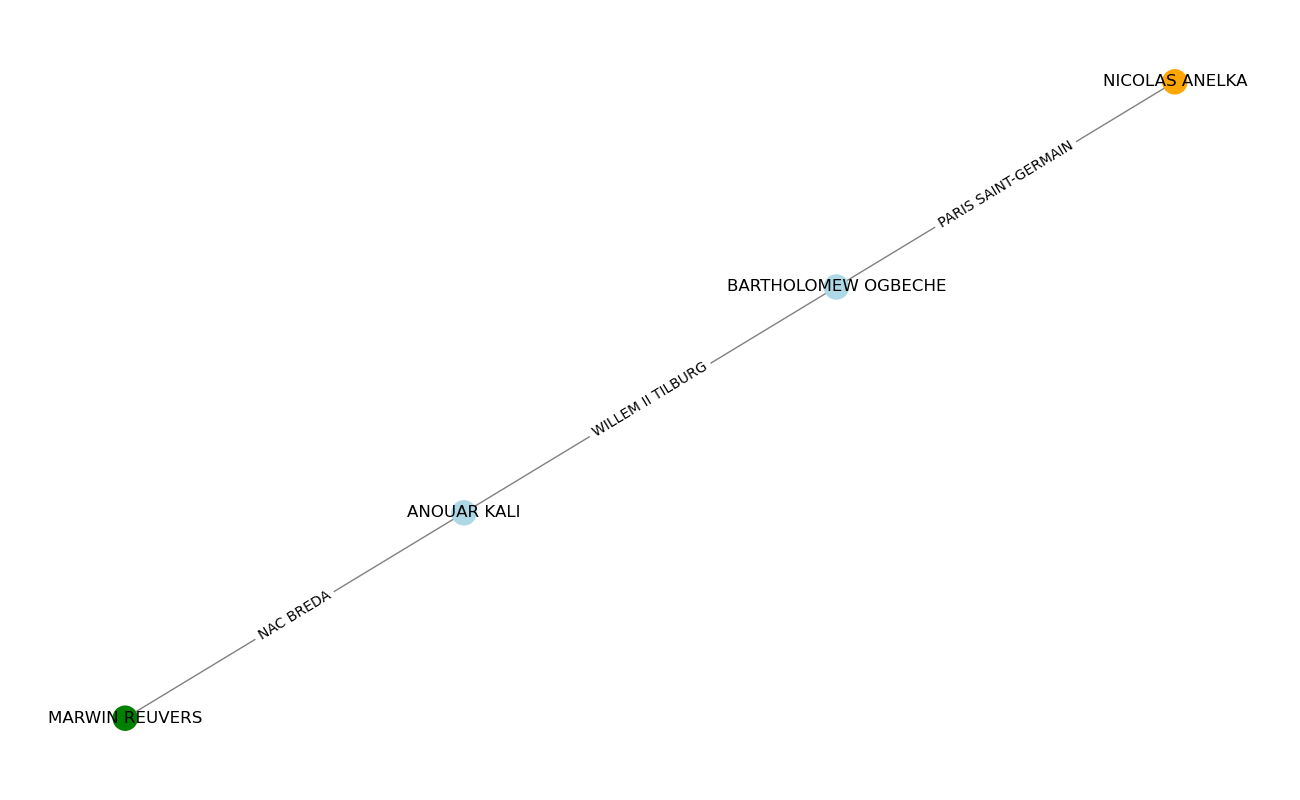 NICOLAS ANELKA
PARIS SAINT-GERMAIN
BARTHOLOMEW OGBECHE
WILLEM II TILBURG
ANOUAR KALI
NAC BREDA
MARWIN REUVERS